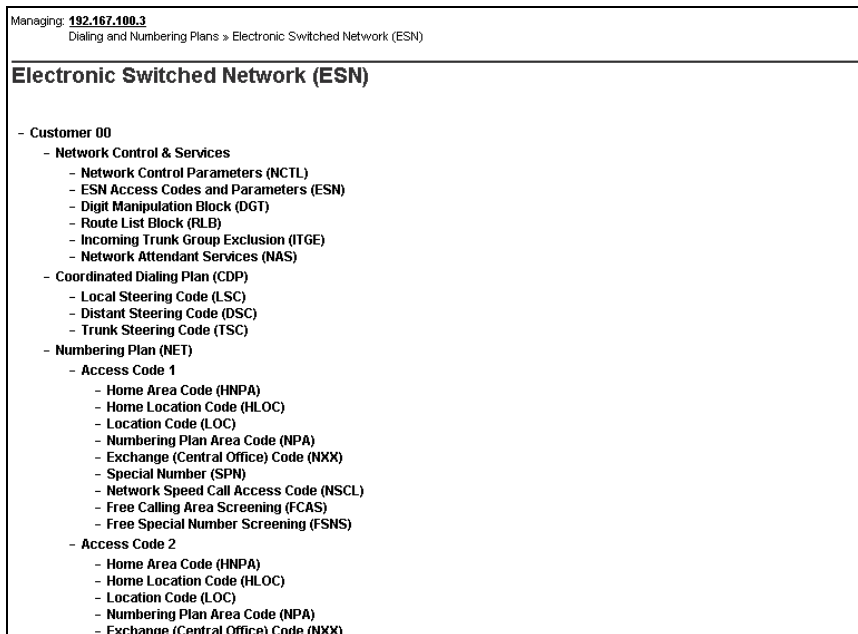 Managing: 192.167.100.3
Dialing and Numbering Plans » Electronic Switched Network (ESN)
Electronic Switched Network (ESN)
- Customer 00
- Network Control & Services
- Network Control Parameters (NCTL)
- ESN Access Codes and Parameters (ESN)
- Digit Manipulation Block (DGT)
- Route List Block (RLB)
- Incoming Trunk Group Exclusion (ITGE)
- Network Attendant Services (NAS)
- Coordinated Dialing Plan (CDP)
- Local Steering Code (LSC)
- Distant Steering Code (DSC)
- Trunk Steering Code (TSC)
- Numbering Plan (NET)
- Access Code 1
- Home Area Code (HNPA)
- Home Location Code (HLOC)
- Location Code (LOC)
- Numbering Plan Area Code (NPA)
- Exchange (Central Office) Code (NXX)
- Special Number (SPN)
- Network Speed Call Access Code (NSCL)
- Free Calling Area Screening (FCAS)
- Free Special Number Screening (FSNS)
- Access Code 2
- Home Area Code (HNPA)
- Home Location Code (HLOC)
- Location Code (LOC)
- Numbering Plan Area Code (NPA)
- Exchange (Central Office) Code (NXX)